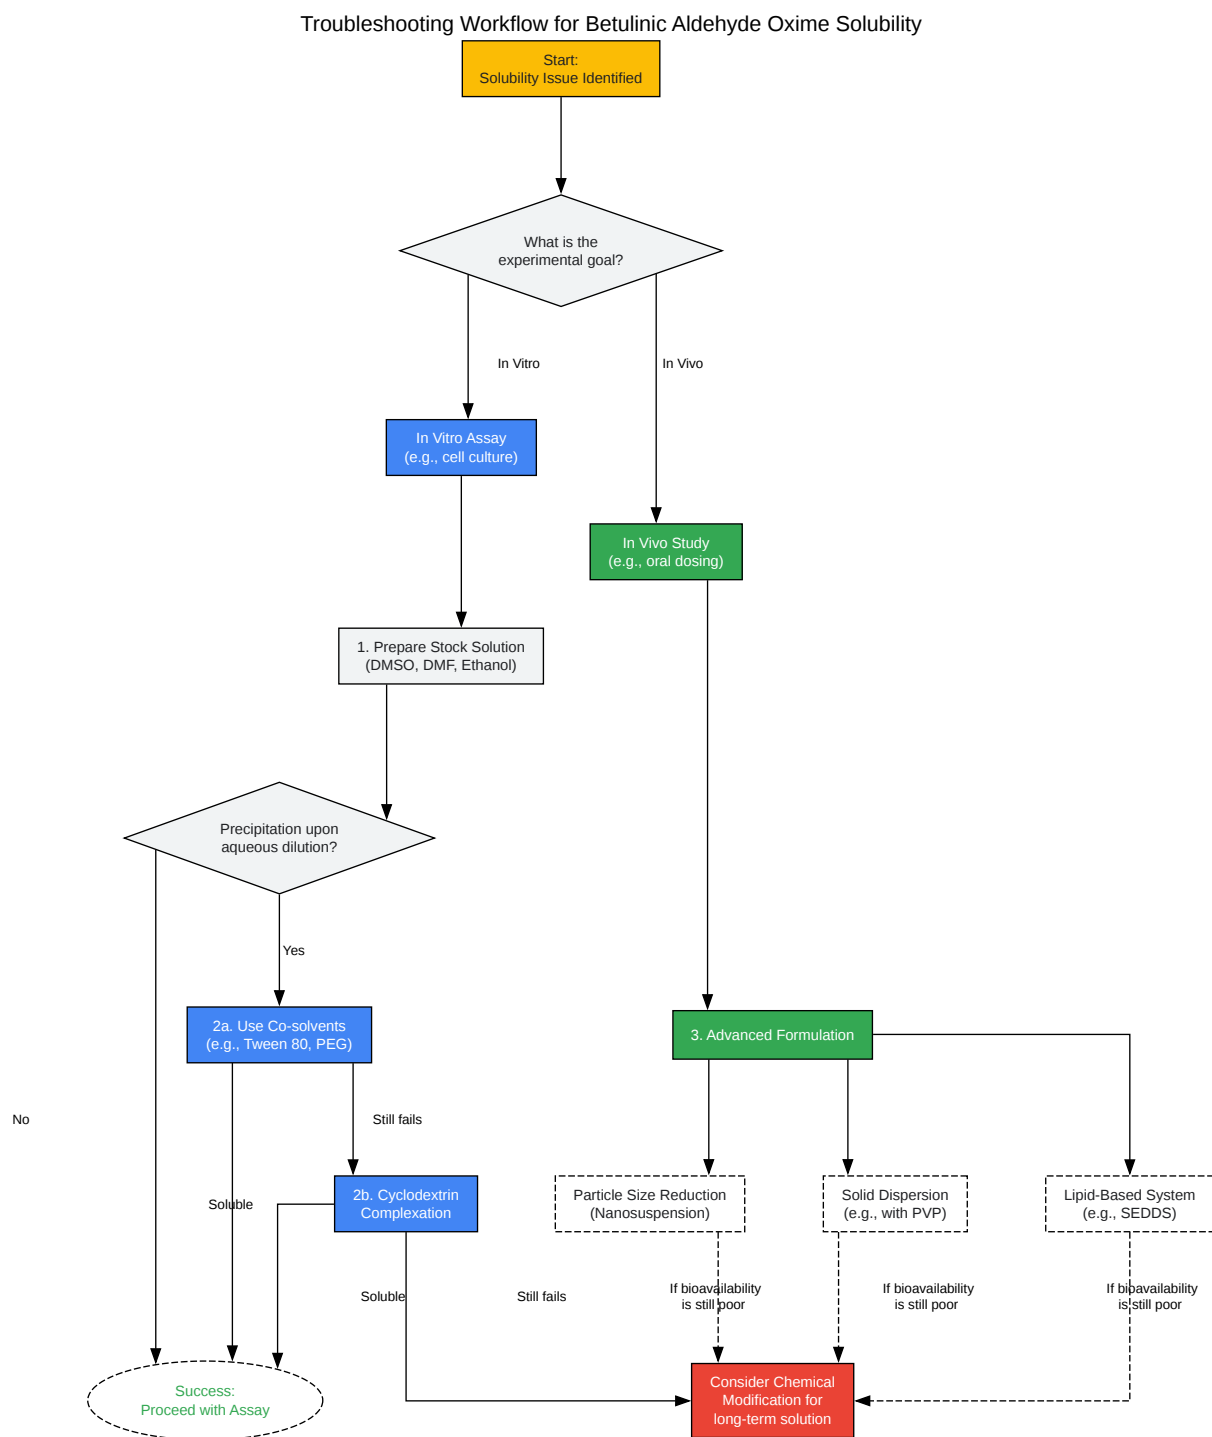 Troubleshooting Workflow for Betulinic Aldehyde Oxime Solubility
Start:
Solubility Issue Identified
What is the
experimental goal?
In Vitro
In Vivo
In Vitro Assay
(e.g., cell culture)
In Vivo Study
(e.g., oral dosing)
1. Prepare Stock Solution
(DMSO, DMF, Ethanol)
Precipitation upon
aqueous dilution?
Yes
2a. Use Co-solvents
(e.g., Tween 80, PEG)
3. Advanced Formulation
No
Still fails
Soluble
2b. Cyclodextrin
Complexation
Particle Size Reduction
(Nanosuspension)
Solid Dispersion
(e.g., with PVP)
Lipid-Based System
(e.g., SEDDS)
Soluble
Still fails
If bioavailability
is still poor
If bioavailability
is still poor
If bioavailability
is still poor
Success:
Proceed with Assay
Consider Chemical
Modification for
long-term solution